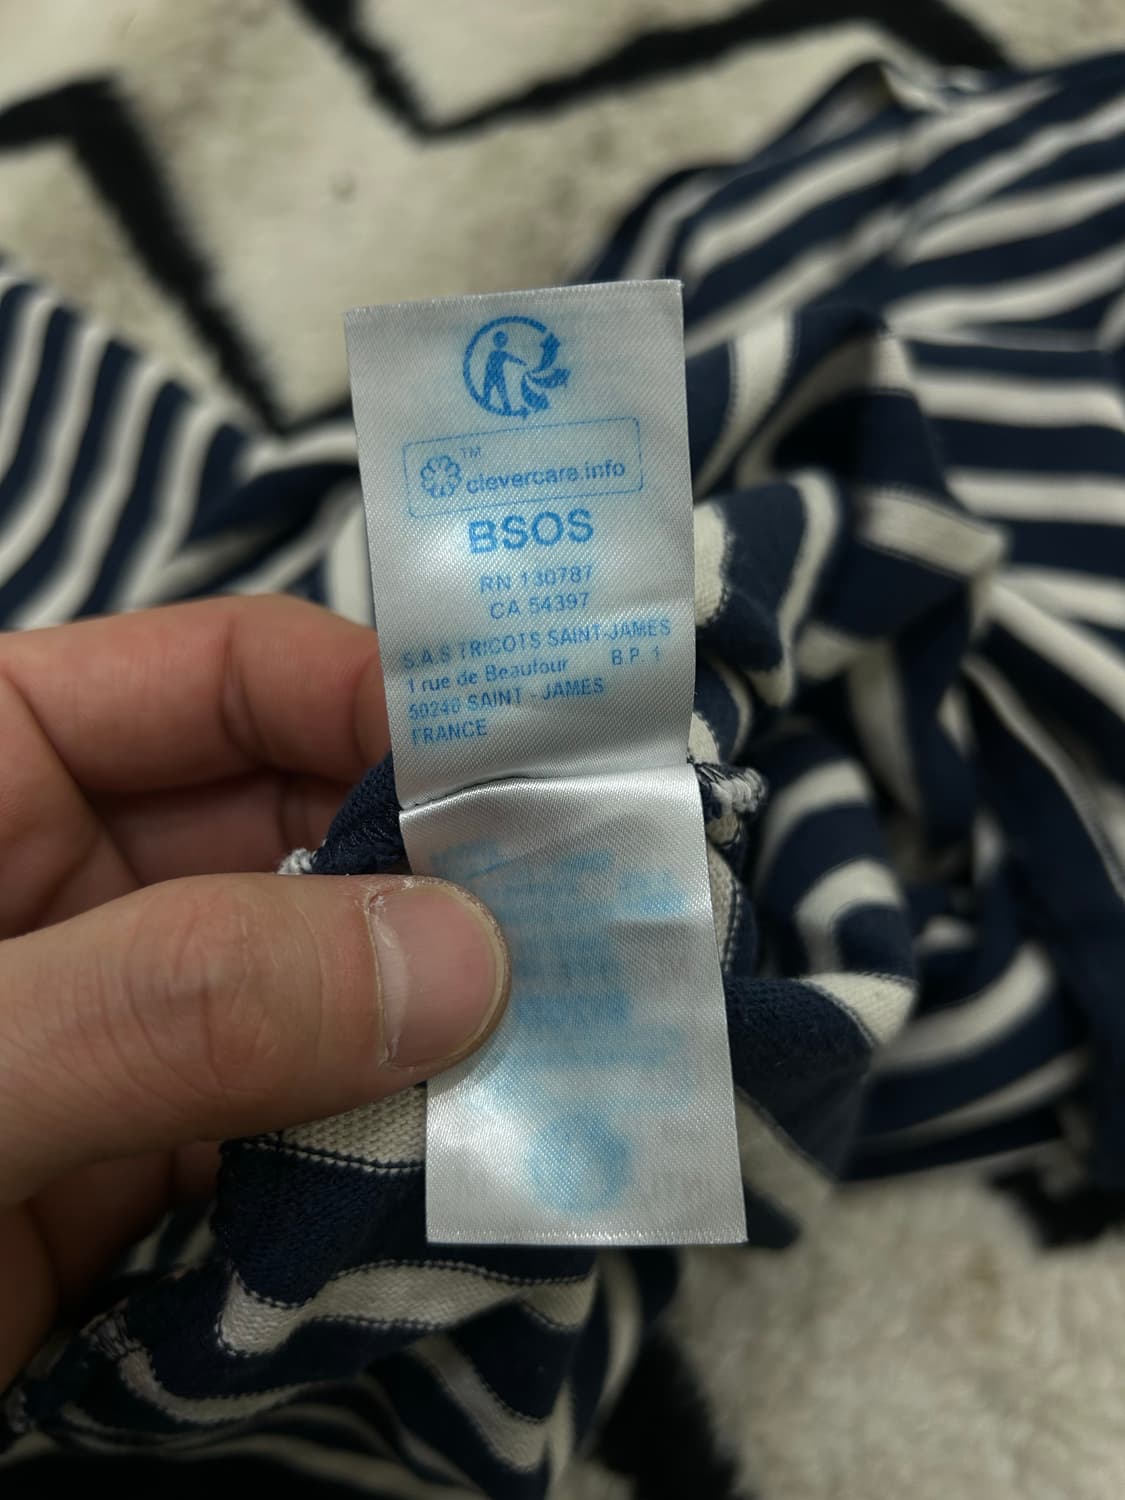 TM
clevercare.info
BSOS
RN 130787
CA 54397
S.A.S TRICOTS SAINT-JAMES
1 rue de Beaufour B.P. 1
50240 SAINT - JAMES
FRANCE